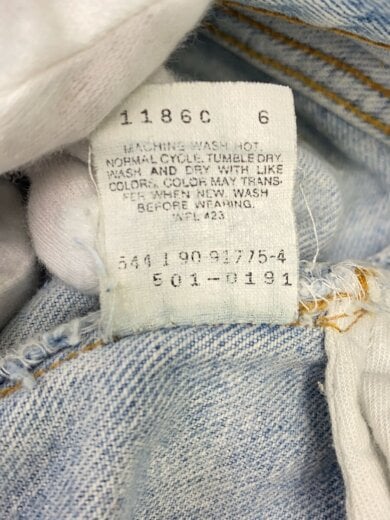 1186C 6
MACHINE WASH HOT,
NORMAL CYCLE. TUMBLE DRY.
WASH AND DRY WITH LIKE
COLORS. COLOR MAY TRANS-
FER WHEN NEW. WASH
BEFORE WEARING.
WPL 423
544 I 90-91775-4
501-0191